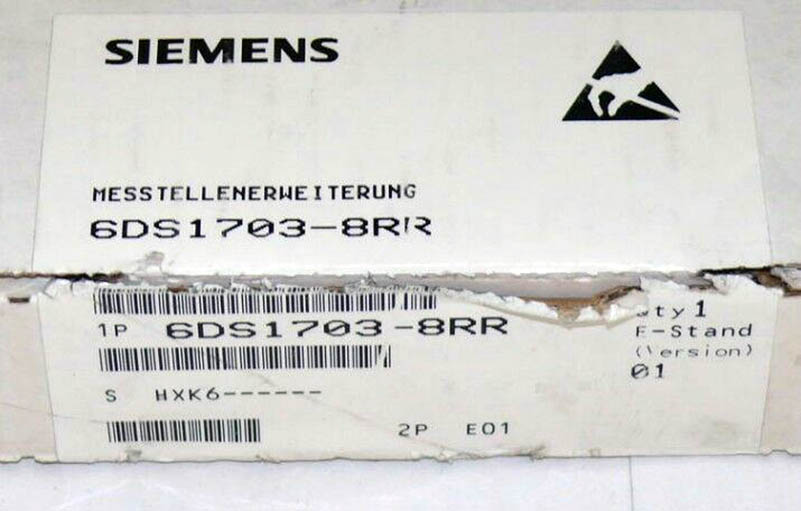 SIEMENS
MESSTELLENERWEITERUNG
6DS1703-8RR
1P 6DS1703-8RR
Qty 1
E-Stand
(Version)
01
S HXK6------
2P E01